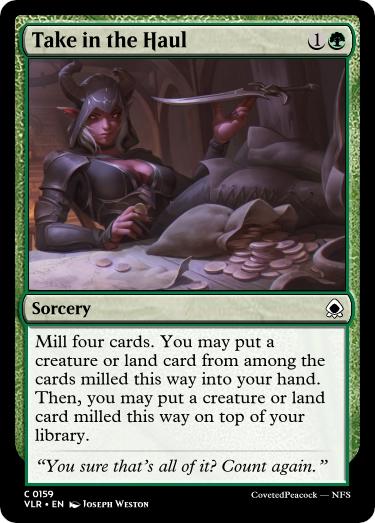 Take in the Haul 1
Sorcery
Mill four cards. You may put a
creature or land card from among the
cards milled this way into your hand.
Then, you may put a creature or land
card milled this way on top of your
library.
“You sure that’s all of it? Count again.”
C 0159
VLR • EN Joseph Weston
CovetedPeacock — NFS